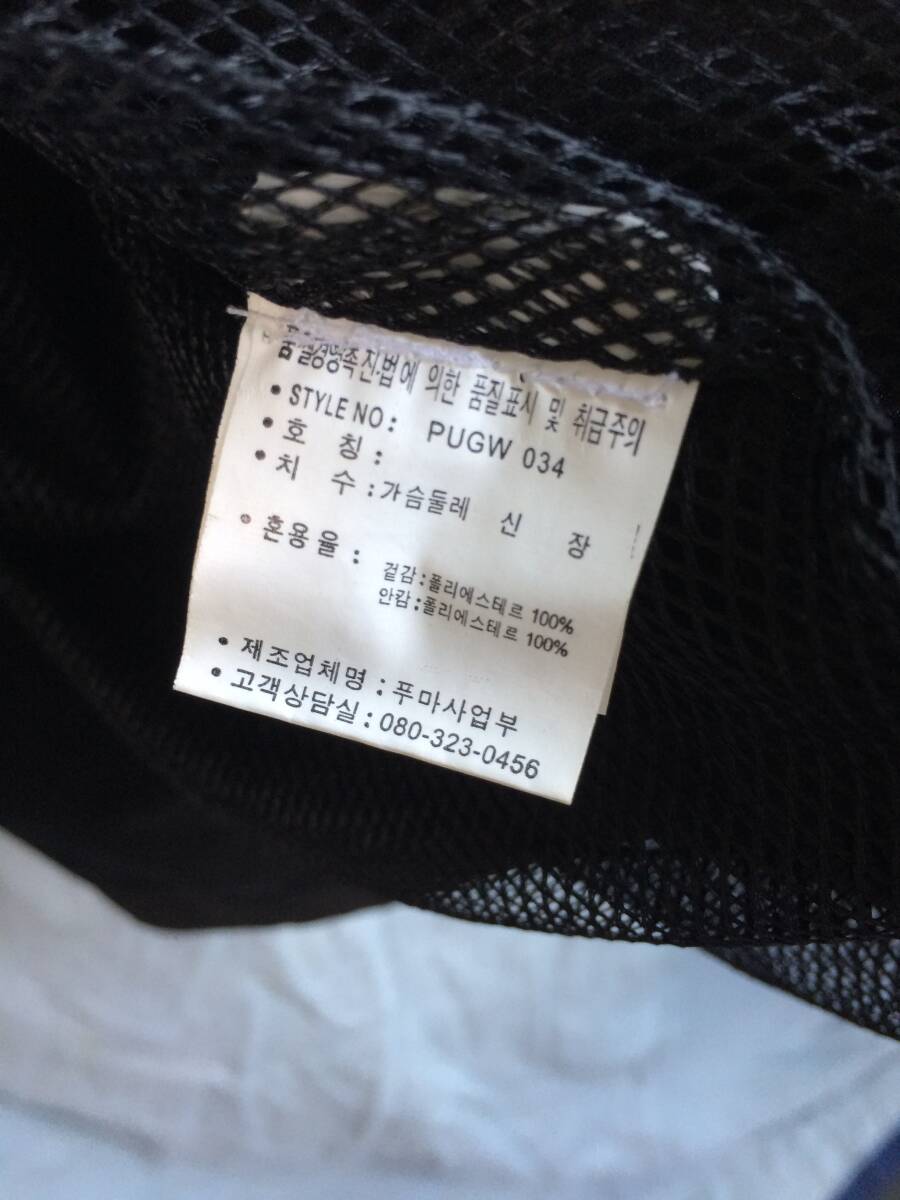 품질경영촉진법에 의한 품질표시 및 취급주의
• STYLE NO: PUGW 034
• 호 칭 :
• 치 수 : 가슴둘레 신 장
• 혼용율 :
겉감 : 폴리에스테르 100%
안감 : 폴리에스테르 100%
• 제조업체명 : 푸마사업부
• 고객상담실 : 080-323-0456